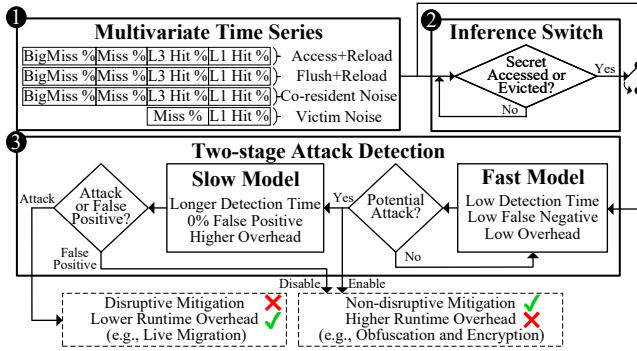 1
Multivariate Time Series
BigMiss % Miss % L3 Hit % L1 Hit % Access+Reload
BigMiss % Miss % L3 Hit % L1 Hit % Flush+Reload
BigMiss % Miss % L3 Hit % L1 Hit % Co-resident Noise
Miss % L1 Hit % Victim Noise
2
Inference Switch
Secret
Accessed or
Evicted?
Yes
No
3
Two-stage Attack Detection
Attack
Attack
or False
Positive?
False
Positive
Slow Model
Longer Detection Time
0% False Positive
Higher Overhead
Yes
Potential
Attack?
No
Fast Model
Low Detection Time
Low False Negative
Low Overhead
Disable
Enable
Disruptive Mitigation
Lower Runtime Overhead
(e.g., Live Migration)
Non-disruptive Mitigation
Higher Runtime Overhead
(e.g., Obfuscation and Encryption)